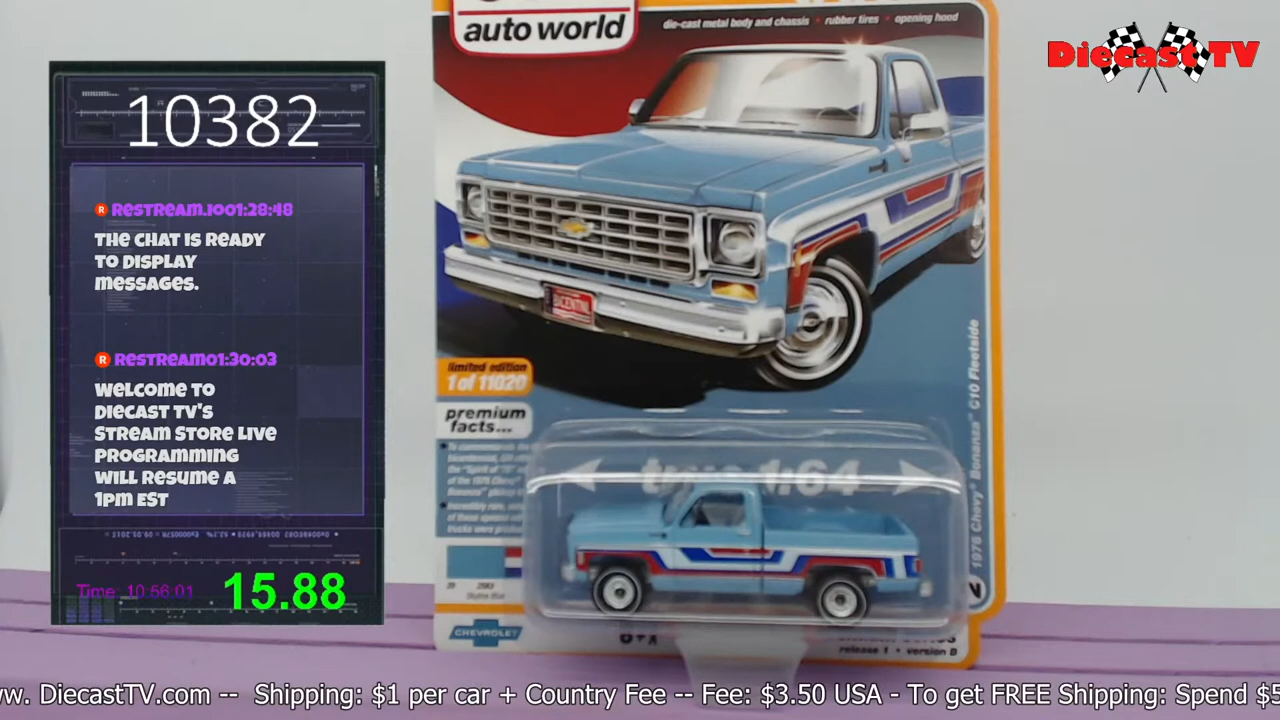 auto world
die-cast metal body and chassis • rubber tires • opening hood
Diecast TV
10382
Restream.io01:28:48
THE CHAT IS READY
TO DISPLAY
MESSAGES.
Restream01:30:03
WELCOME TO
DIECAST TV'S
STREAM STORE LIVE
PROGRAMMING
WILL RESUME A
1PM EST
Time: 10:56:01
15.88
BICENTNL
limited edition
1 of 11020
premium
facts...
true 1:64
1976 Chevy Bonanza C10 Fleetside
CHEVROLET
8+
release 1 • version B
DiecastTV.com -- Shipping: $1 per car + Country Fee -- Fee: $3.50 USA - To get FREE Shipping: Spend $5